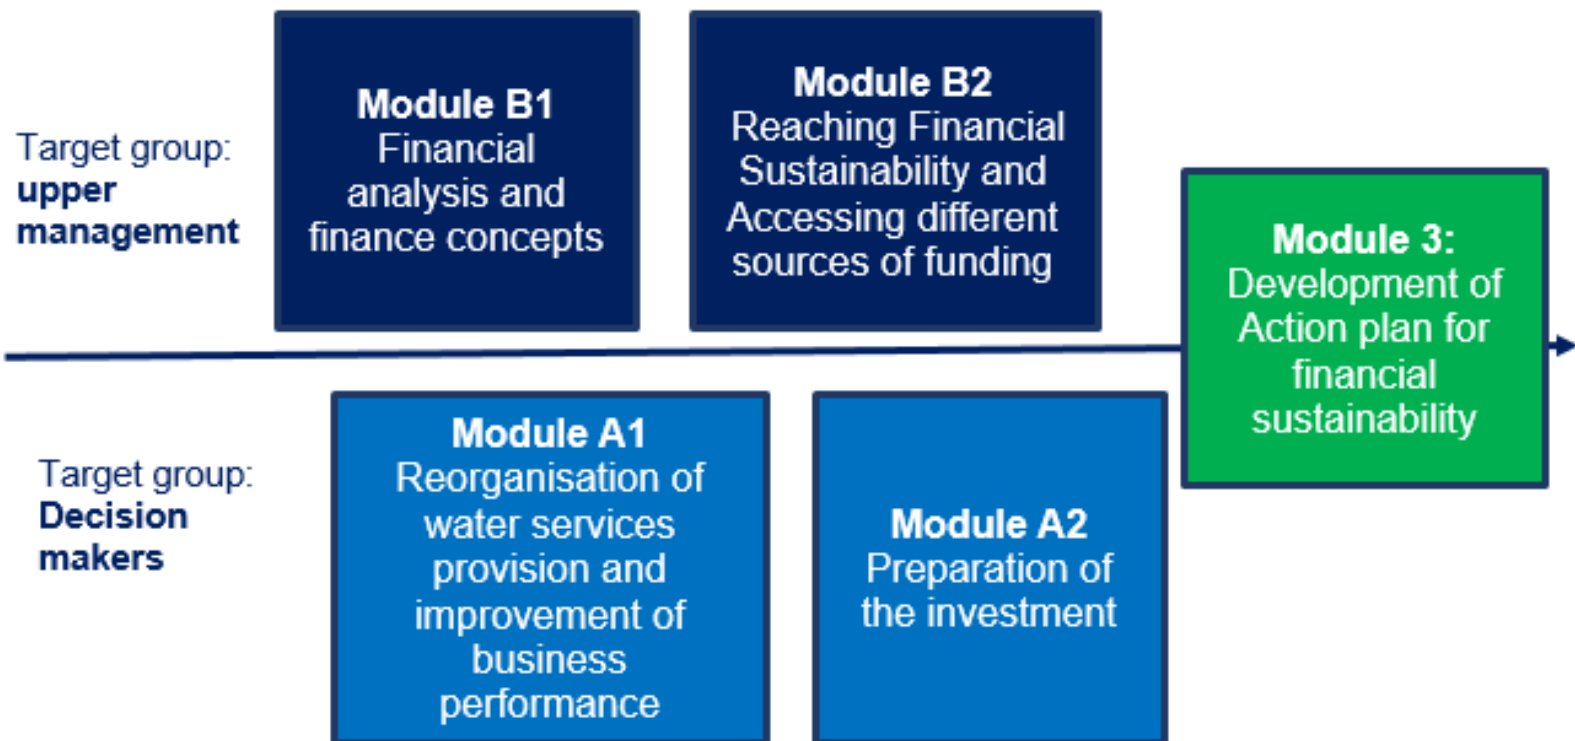 Target group:
upper
management
Module B1
Financial
analysis and
finance concepts
Module B2
Reaching Financial
Sustainability and
Accessing different
sources of funding
Module 3:
Development of
Action plan for
financial
sustainability
Target group:
Decision
makers
Module A1
Reorganisation of
water services
provision and
improvement of
business
performance
Module A2
Preparation of
the investment